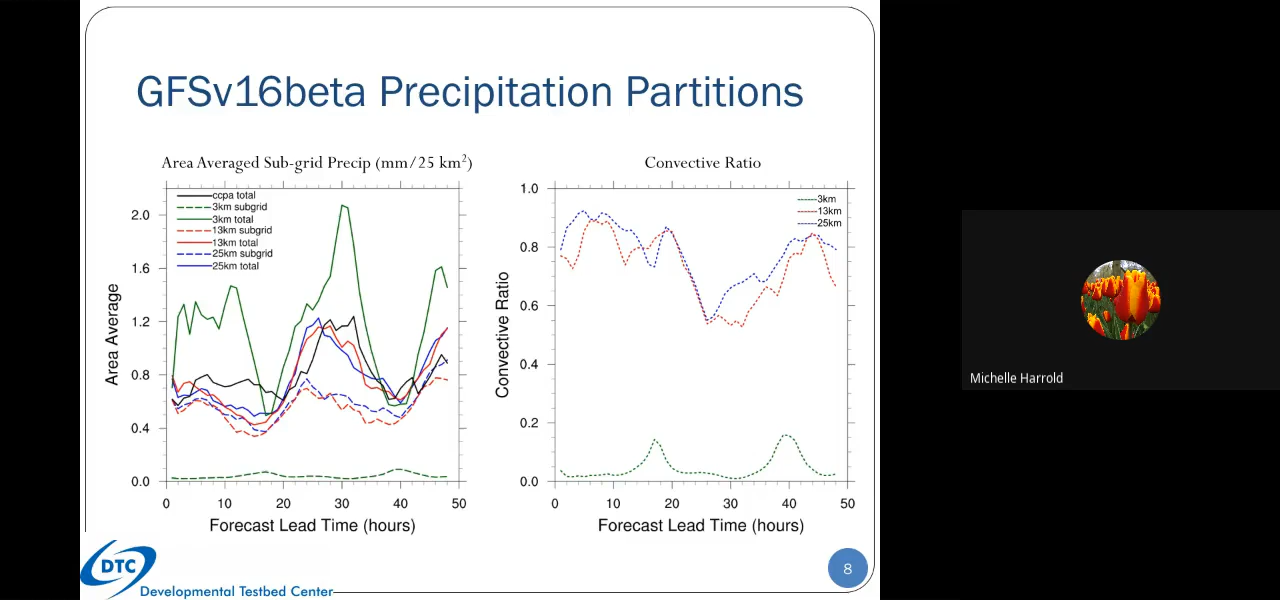 GFSv16beta Precipitation Partitions
Area Averaged Sub-grid Precip (mm/25 km²)
Area Average
2.0
1.6
1.2
0.8
0.4
0.0
ccpa total
3km subgrid
3km total
13km subgrid
13km total
25km subgrid
25km total
0 10 20 30 40 50
Forecast Lead Time (hours)
Convective Ratio
Convective Ratio
1.0
0.8
0.6
0.4
0.2
0.0
3km
13km
25km
0 10 20 30 40 50
Forecast Lead Time (hours)
DTC
Developmental Testbed Center
8
Michelle Harrold